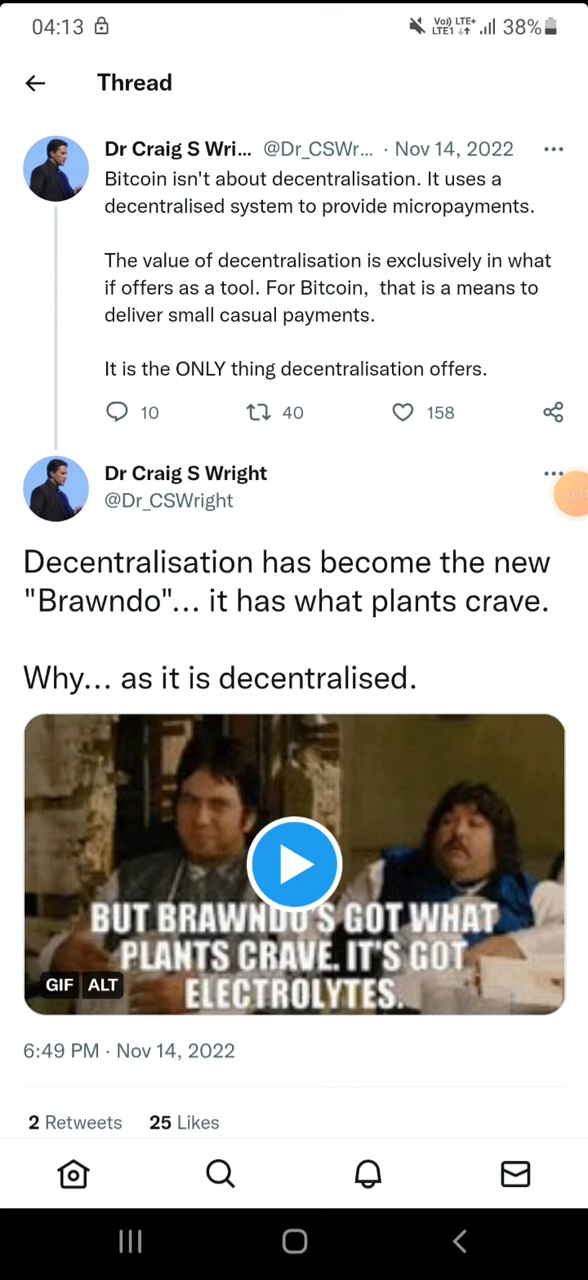 04:13
Vo)) LTE+
LTE1
38%
Thread
Dr Craig S Wri... @Dr_CSWr... · Nov 14, 2022
Bitcoin isn't about decentralisation. It uses a
decentralised system to provide micropayments.
The value of decentralisation is exclusively in what
if offers as a tool. For Bitcoin,  that is a means to
deliver small casual payments.
It is the ONLY thing decentralisation offers.
10
40
158
Dr Craig S Wright
@Dr_CSWright
Decentralisation has become the new
"Brawndo"... it has what plants crave.
Why... as it is decentralised.
BUT BRAWNDO'S GOT WHAT
PLANTS CRAVE. IT'S GOT
ELECTROLYTES.
GIF ALT
6:49 PM · Nov 14, 2022
2 Retweets 25 Likes